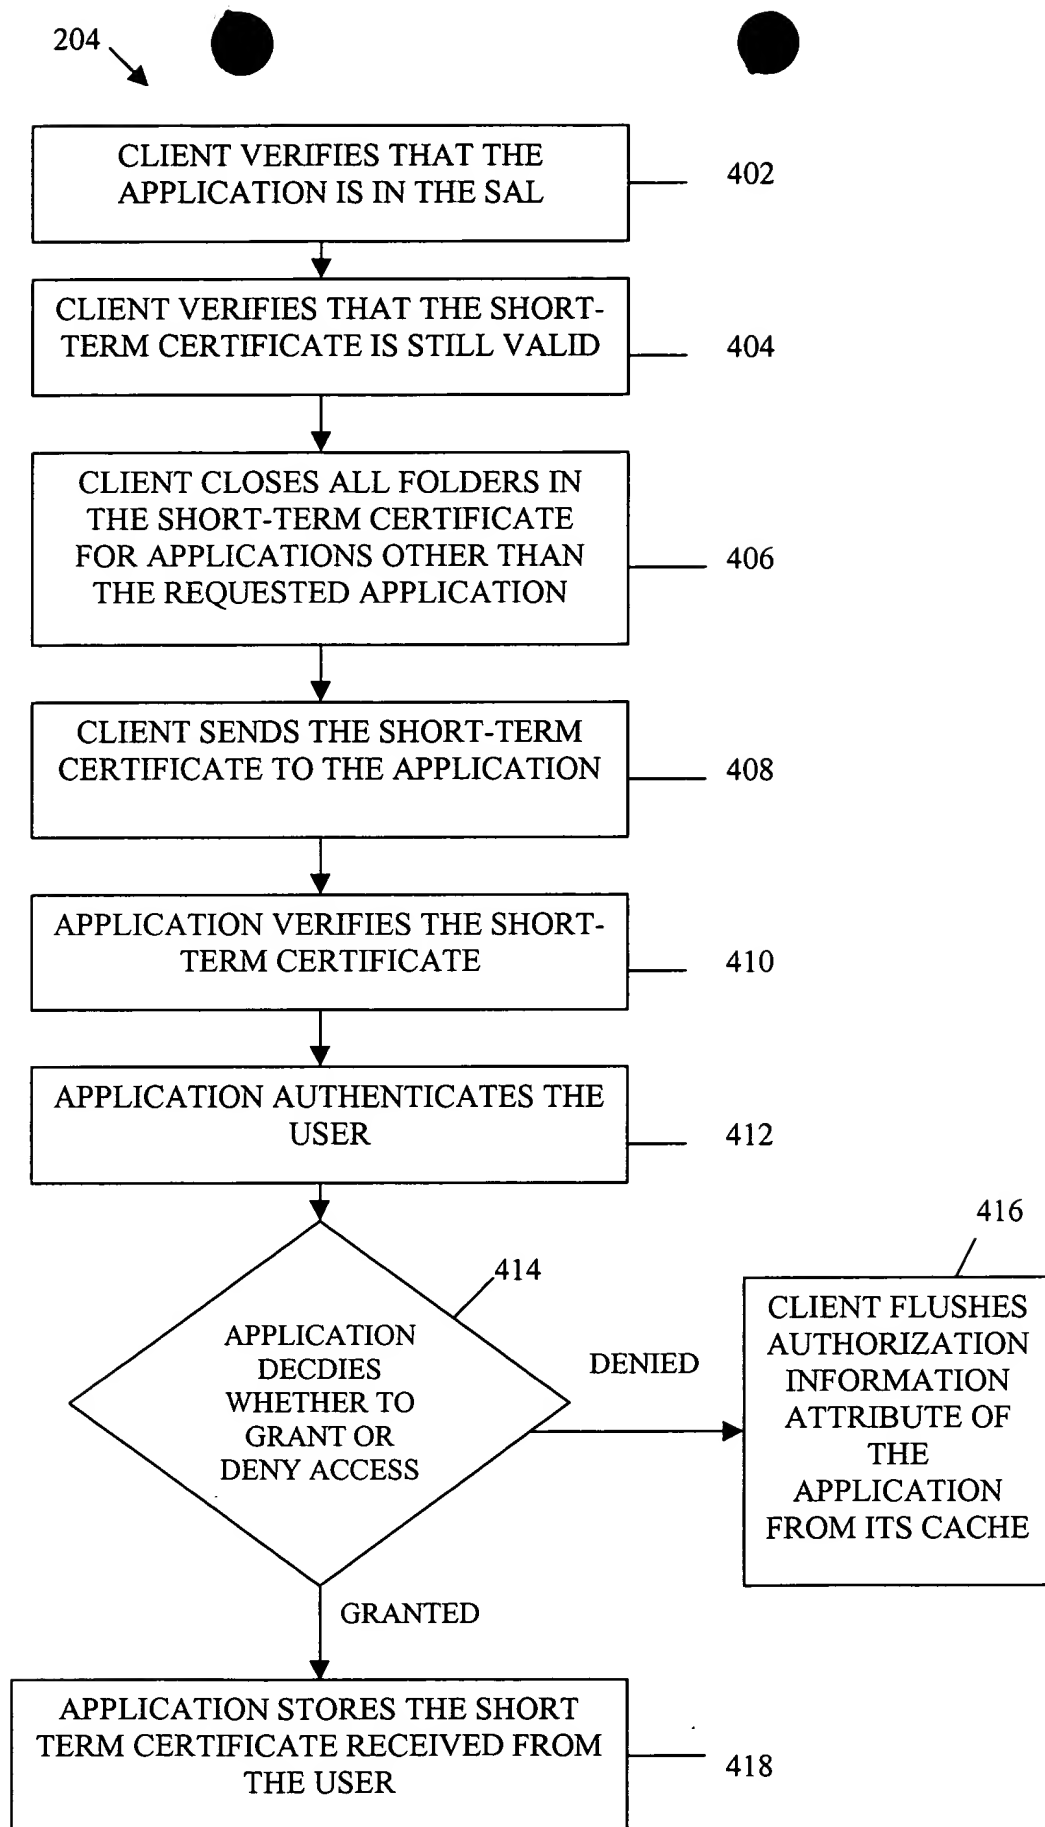 204
CLIENT VERIFIES THAT THE
APPLICATION IS IN THE SAL
402
CLIENT VERIFIES THAT THE SHORT-
TERM CERTIFICATE IS STILL VALID
404
CLIENT CLOSES ALL FOLDERS IN
THE SHORT-TERM CERTIFICATE
FOR APPLICATIONS OTHER THAN
THE REQUESTED APPLICATION
406
CLIENT SENDS THE SHORT-TERM
CERTIFICATE TO THE APPLICATION
408
APPLICATION VERIFIES THE SHORT-
TERM CERTIFICATE
410
APPLICATION AUTHENTICATES THE
USER
412
414
APPLICATION
DECDIES
WHETHER TO
GRANT OR
DENY ACCESS
DENIED
416
CLIENT FLUSHES
AUTHORIZATION
INFORMATION
ATTRIBUTE OF
THE
APPLICATION
FROM ITS CACHE
GRANTED
APPLICATION STORES THE SHORT
TERM CERTIFICATE RECEIVED FROM
THE USER
418